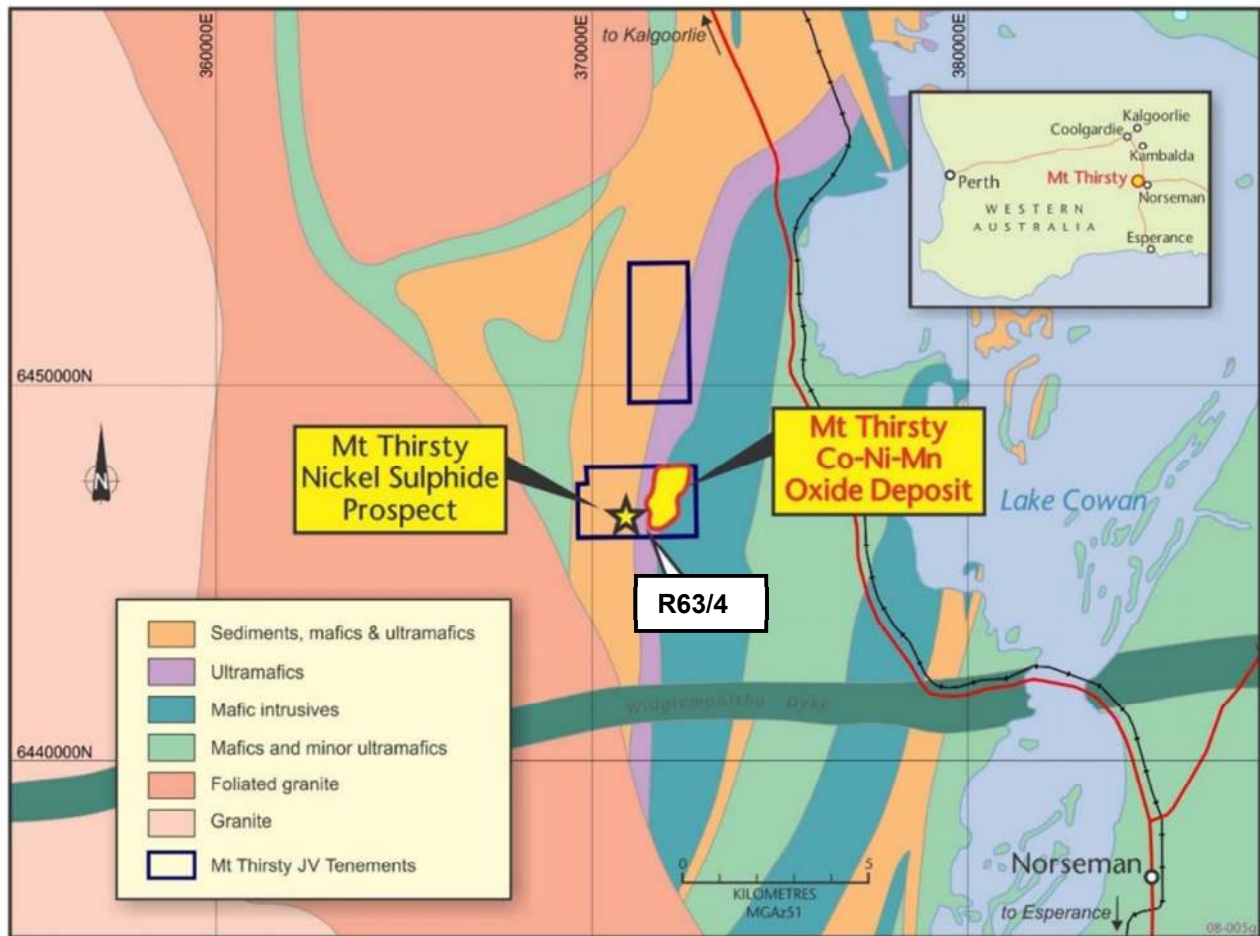 360000E
370000E
380000E
to Kalgoorlie
Kalgoorlie
Coolgardie
Kambalda
Perth
Mt Thirsty
Norseman
WESTERN
AUSTRALIA
Esperance
6450000N
Mt Thirsty
Nickel Sulphide
Prospect
Mt Thirsty
Co-Ni-Mn
Oxide Deposit
Lake Cowan
N
R63/4
Sediments, mafics & ultramafics
Ultramafics
Mafic intrusives
Mafics and minor ultramafics
Foliated granite
Granite
Mt Thirsty JV Tenements
Widgiemooltha Dyke
6440000N
0 5
KILOMETRES
MGAz51
Norseman
to Esperance